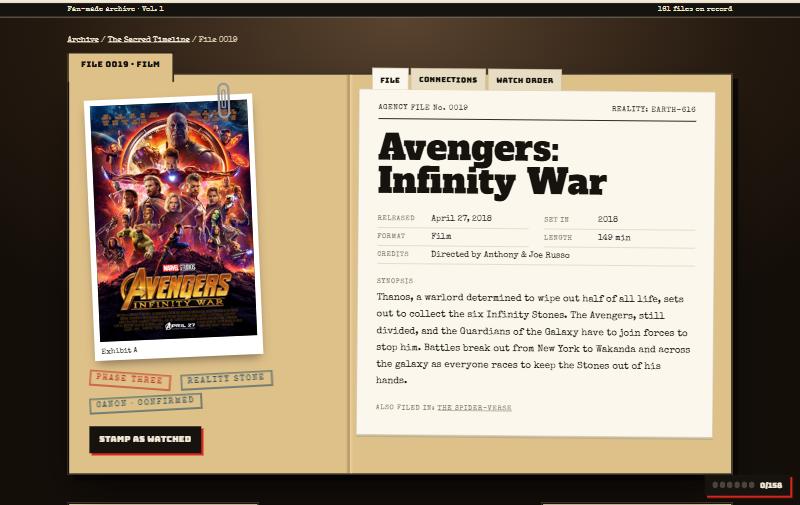 Fan-made Archive · Vol. 1
161 files on record
Archive / The Sacred Timeline / File 0019
FILE 0019 · FILM
FILE
CONNECTIONS
WATCH ORDER
MARVEL STUDIOS
AVENGERS
INFINITY WAR
APRIL 27
Exhibit A
PHASE THREE
REALITY STONE
CANON · CONFIRMED
STAMP AS WATCHED
AGENCY FILE No. 0019
REALITY: EARTH-616
Avengers:
Infinity War
RELEASED April 27, 2018
SET IN 2018
FORMAT Film
LENGTH 149 min
CREDITS Directed by Anthony & Joe Russo
SYNOPSIS
Thanos, a warlord determined to wipe out half of all life, sets
out to collect the six Infinity Stones. The Avengers, still
divided, and the Guardians of the Galaxy have to join forces to
stop him. Battles break out from New York to Wakanda and across
the galaxy as everyone races to keep the Stones out of his
hands.
ALSO FILED IN: THE SPIDER-VERSE
0/158